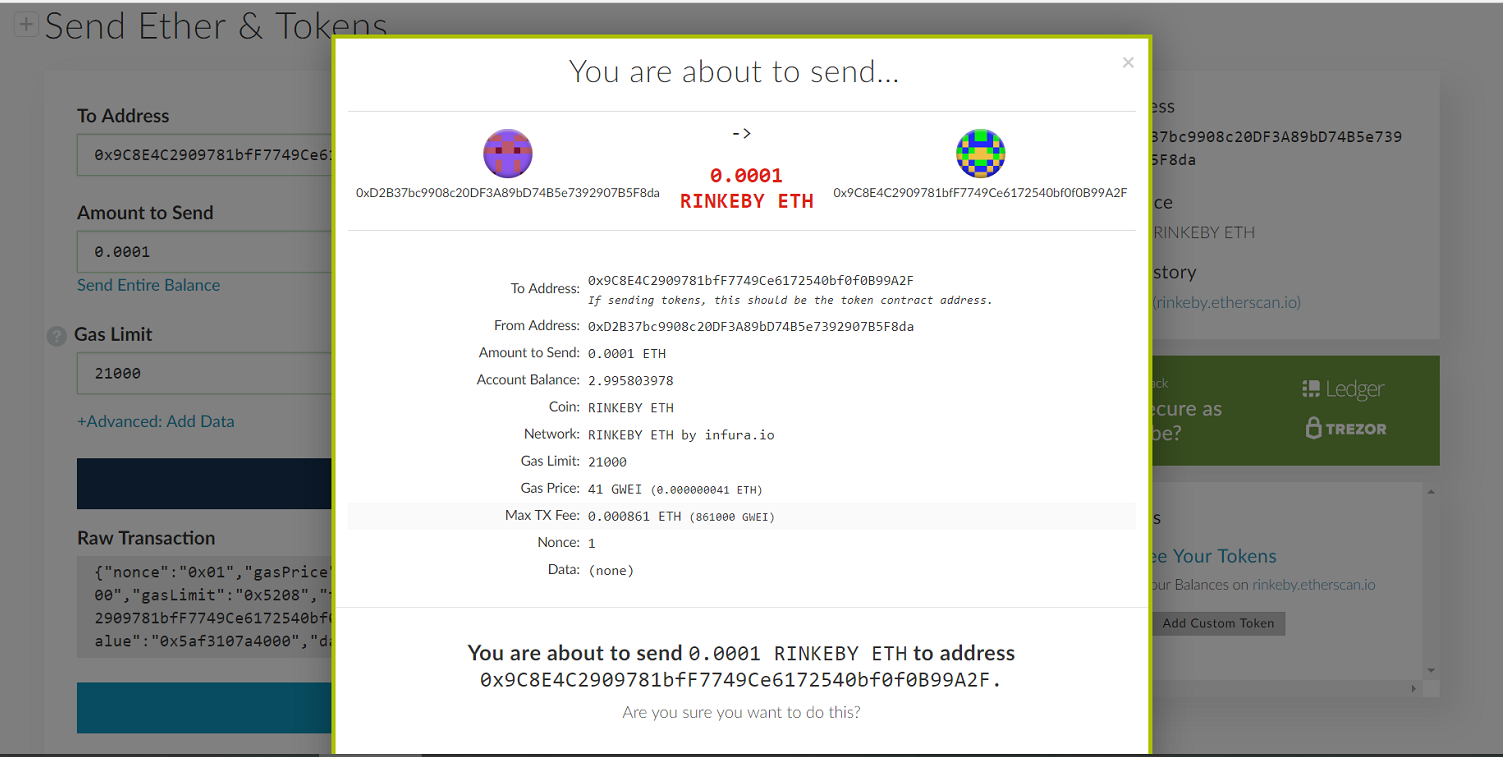 Send Ether & Tokens
To Address
0x9C8E4C2909781bfF7749Ce61
Amount to Send
0.0001
Send Entire Balance
? Gas Limit
21000
+Advanced: Add Data
Raw Transaction
{"nonce":"0x01","gasPrice"
00","gasLimit":"0x5208","
2909781bfF7749Ce6172540bf
alue":"0x5af3107a4000","da
You are about to send...
×
->
0.0001
RINKEBY ETH
0xD2B37bc9908c20DF3A89bD74B5e7392907B5F8da
0x9C8E4C2909781bfF7749Ce6172540bf0f0B99A2F
To Address: 0x9C8E4C2909781bfF7749Ce6172540bf0f0B99A2F
If sending tokens, this should be the token contract address.
From Address: 0xD2B37bc9908c20DF3A89bD74B5e7392907B5F8da
Amount to Send: 0.0001 ETH
Account Balance: 2.995803978
Coin: RINKEBY ETH
Network: RINKEBY ETH by infura.io
Gas Limit: 21000
Gas Price: 41 GWEI (0.000000041 ETH)
Max TX Fee: 0.000861 ETH (861000 GWEI)
Nonce: 1
Data: (none)
You are about to send 0.0001 RINKEBY ETH to address
0x9C8E4C2909781bfF7749Ce6172540bf0f0B99A2F.
Are you sure you want to do this?
ess
37bc9908c20DF3A89bD74B5e739
5F8da
ce
RINKEBY ETH
story
(rinkeby.etherscan.io)
ack
ecure as
be?
Ledger
TREZOR
s
ee Your Tokens
our Balances on rinkeby.etherscan.io
Add Custom Token